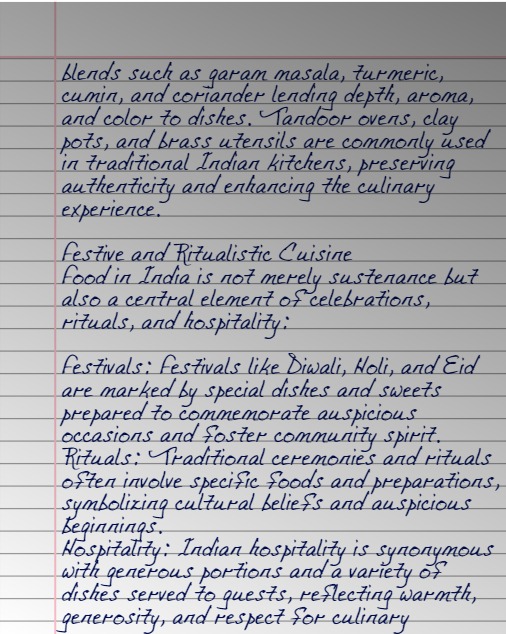 blends such as garam masala, turmeric,
cumin, and coriander lending depth, aroma,
and color to dishes. Tandoor ovens, clay
pots, and brass utensils are commonly used
in traditional Indian kitchens, preserving
authenticity and enhancing the culinary
experience.
Festive and Ritualistic Cuisine
Food in India is not merely sustenance but
also a central element of celebrations,
rituals, and hospitality:
Festivals: Festivals like Diwali, Holi, and Eid
are marked by special dishes and sweets
prepared to commemorate auspicious
occasions and foster community spirit.
Rituals: Traditional ceremonies and rituals
often involve specific foods and preparations,
symbolizing cultural beliefs and auspicious
beginnings.
Hospitality: Indian hospitality is synonymous
with generous portions and a variety of
dishes served to guests, reflecting warmth,
generosity, and respect for culinary